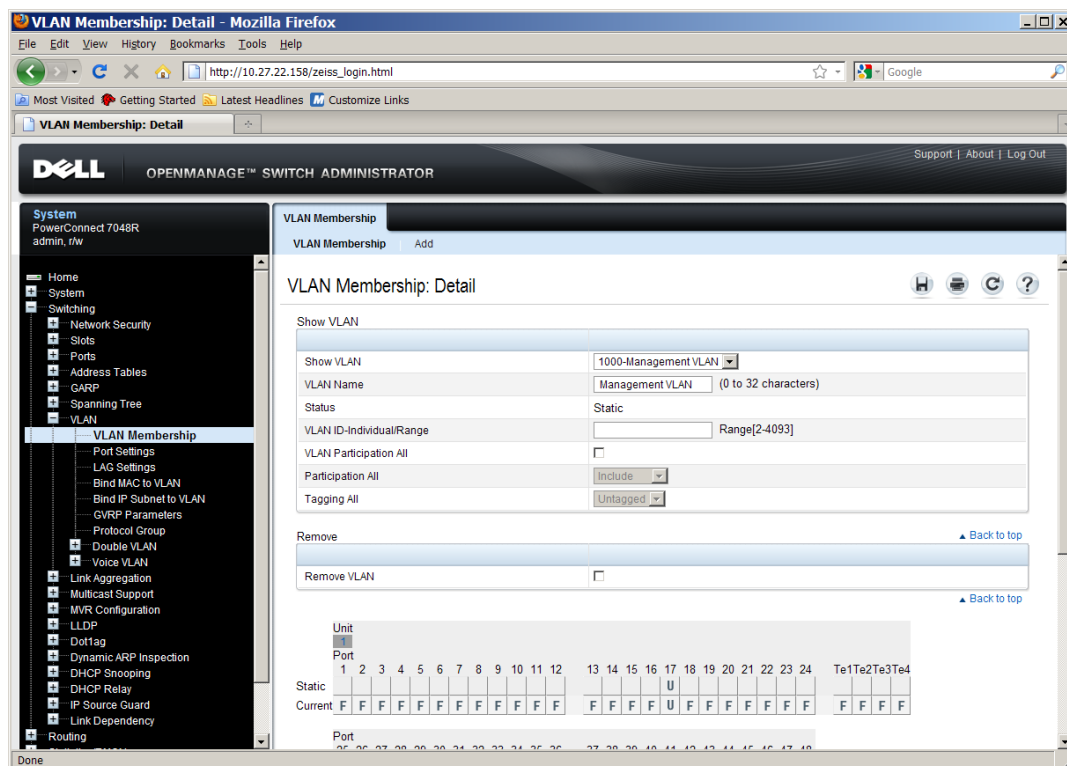 VLAN Membership: Detail - Mozilla Firefox
File Edit View History Bookmarks Tools Help
http://10.27.22.158/zeiss_login.html
Google
Most Visited Getting Started Latest Headlines Customize Links
VLAN Membership: Detail
Support | About | Log Out
DELL OPENMANAGE™ SWITCH ADMINISTRATOR
System
PowerConnect 7048R
admin, r/w
Home
System
Switching
Network Security
Slots
Ports
Address Tables
GARP
Spanning Tree
VLAN
VLAN Membership
Port Settings
LAG Settings
Bind MAC to VLAN
Bind IP Subnet to VLAN
GVRP Parameters
Protocol Group
Double VLAN
Voice VLAN
Link Aggregation
Multicast Support
MVR Configuration
LLDP
Dot1ag
Dynamic ARP Inspection
DHCP Snooping
DHCP Relay
IP Source Guard
Link Dependency
Routing
VLAN Membership
VLAN Membership Add
VLAN Membership: Detail
Show VLAN
Show VLAN 1000-Management VLAN
VLAN Name Management VLAN (0 to 32 characters)
Status Static
VLAN ID-Individual/Range Range[2-4093]
VLAN Participation All
Participation All Include
Tagging All Untagged
Remove Back to top
Remove VLAN
Back to top
Unit
1
Port
1 2 3 4 5 6 7 8 9 10 11 12 13 14 15 16 17 18 19 20 21 22 23 24 Te1Te2Te3Te4
Static U
Current F F F F F F F F F F F F F F F F U F F F F F F F F F F F
Port
Done